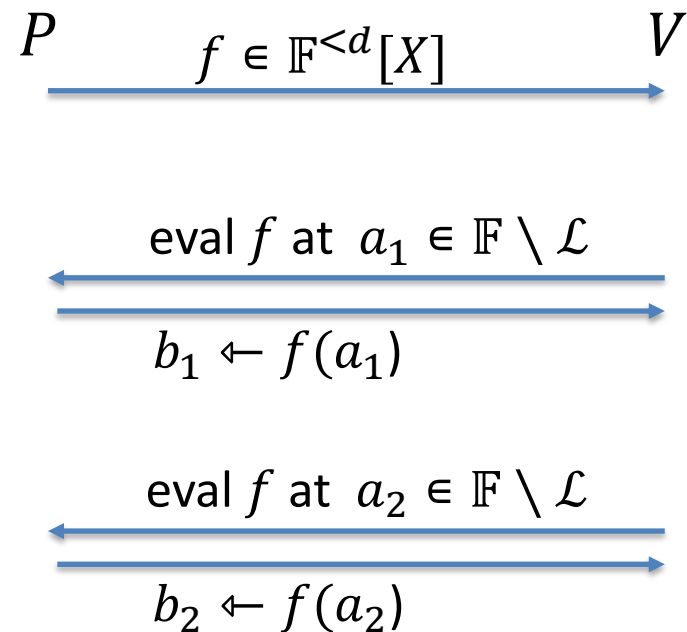 P V
f ∈ 𝔽^{<d}[X]
eval f at a₁ ∈ 𝔽 \ ℒ
b₁ ← f(a₁)
eval f at a₂ ∈ 𝔽 \ ℒ
b₂ ← f(a₂)